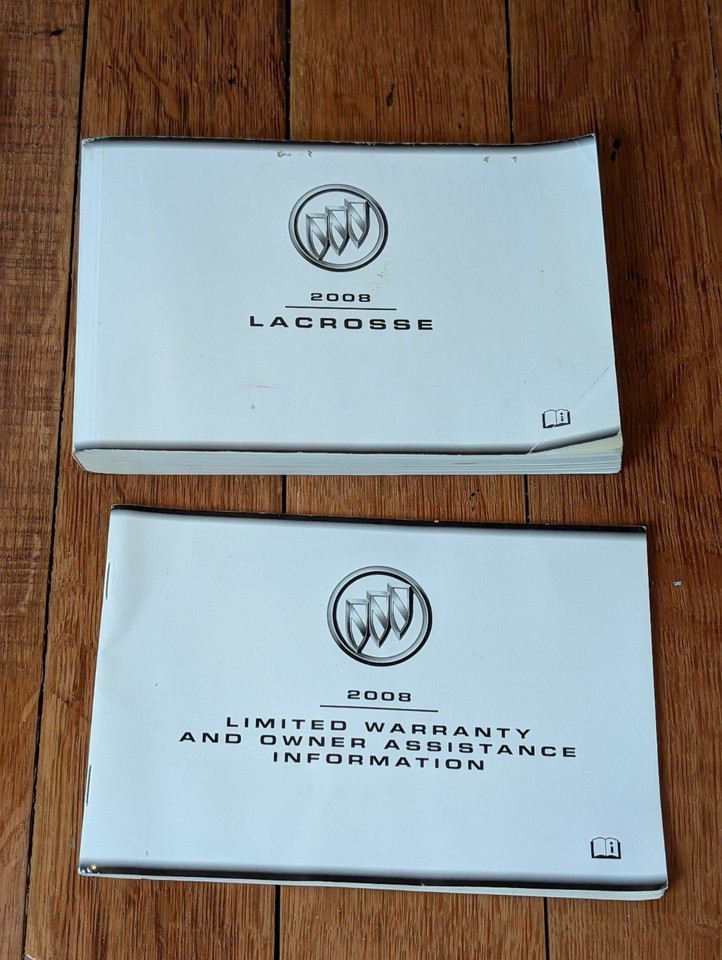 2008
LACROSSE
i
2008
LIMITED WARRANTY
AND OWNER ASSISTANCE
INFORMATION
i